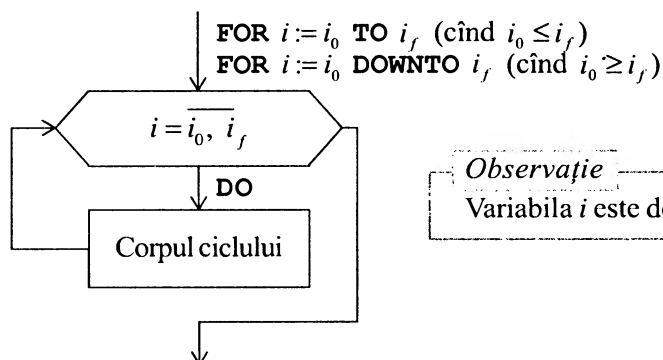 FOR i := i₀ TO i_f (cînd i₀ ≤ i_f)
FOR i := i₀ DOWNTO i_f (cînd i₀ ≥ i_f)
i = i₀, i_f
DO
Corpul ciclului
Observație
Variabila i este de